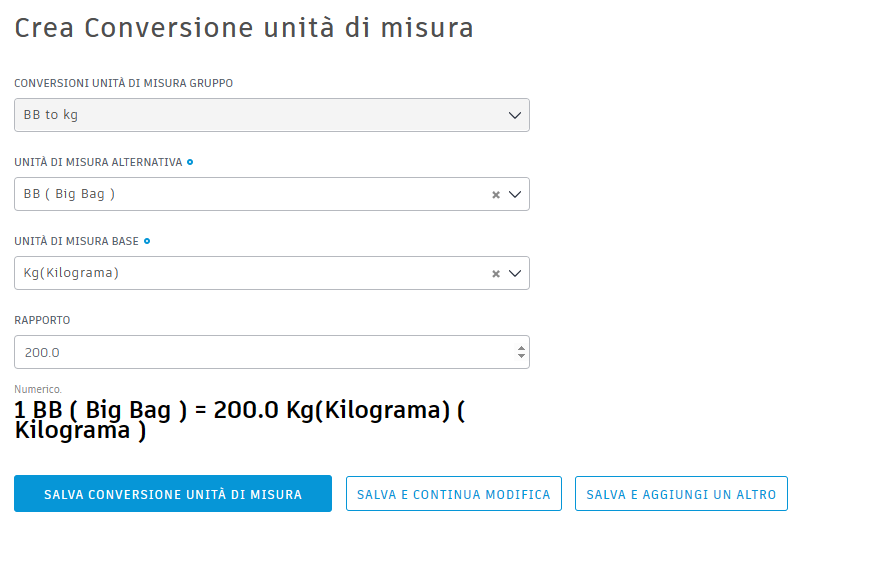 Crea Conversione unità di misura
CONVERSIONI UNITÀ DI MISURA GRUPPO
BB to kg
UNITÀ DI MISURA ALTERNATIVA
BB ( Big Bag )
UNITÀ DI MISURA BASE
Kg(Kilograma)
RAPPORTO
200.0
Numerico.
1 BB ( Big Bag ) = 200.0 Kg(Kilograma) (
Kilograma )
SALVA CONVERSIONE UNITÀ DI MISURA
SALVA E CONTINUA MODIFICA
SALVA E AGGIUNGI UN ALTRO